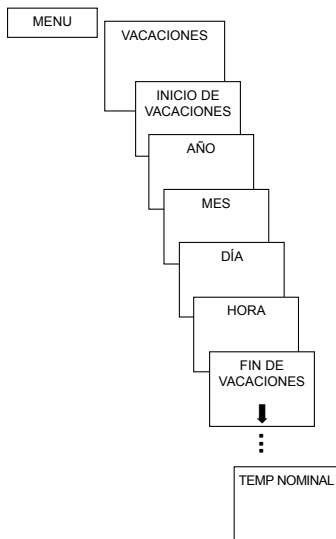 MENU
VACACIONES
INICIO DE
VACACIONES
AÑO
MES
DÍA
HORA
FIN DE
VACACIONES
TEMP NOMINAL